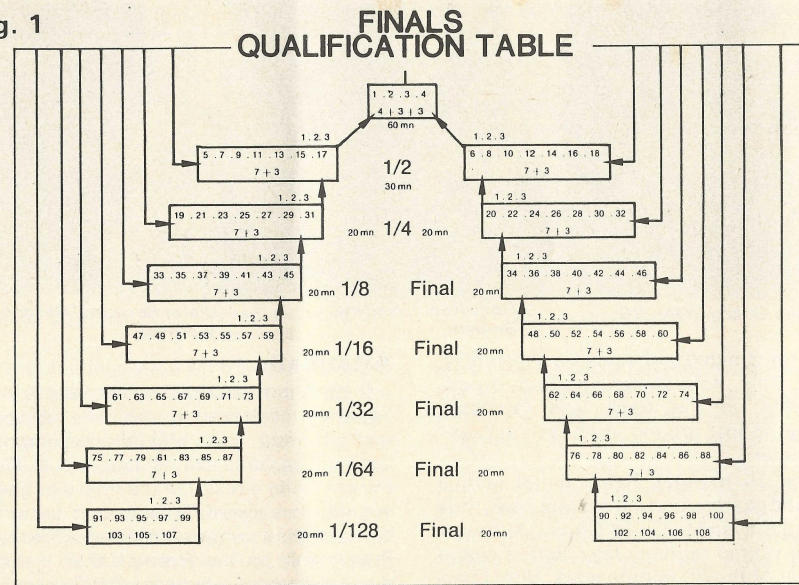 g. 1
FINALS
QUALIFICATION TABLE
1 . 2 . 3 . 4
4 + 3 + 3
60 mn
1 . 2 . 3
1 . 2 . 3
5 . 7 . 9 . 11 . 13 . 15 . 17
7 + 3
1/2
30 mn
6 . 8 . 10 . 12 . 14 . 16 . 18
7 + 3
1 . 2 . 3
1 . 2 . 3
19 . 21 . 23 . 25 . 27 . 29 . 31
7 + 3
20 mn 1/4 20 mn
20 . 22 . 24 . 26 . 28 . 30 . 32
7 + 3
1 . 2 . 3
1 . 2 . 3
33 . 35 . 37 . 39 . 41 . 43 . 45
7 + 3
20 mn 1/8 Final 20 mn
34 . 36 . 38 . 40 . 42 . 44 . 46
7 + 3
1 . 2 . 3
1 . 2 . 3
47 . 49 . 51 . 53 . 55 . 57 . 59
7 + 3
20 mn 1/16 Final 20 mn
48 . 50 . 52 . 54 . 56 . 58 . 60
7 + 3
1 . 2 . 3
1 . 2 . 3
61 . 63 . 65 . 67 . 69 . 71 . 73
7 + 3
20 mn 1/32 Final 20 mn
62 . 64 . 66 . 68 . 70 . 72 . 74
7 + 3
1 . 2 . 3
1 . 2 . 3
75 . 77 . 79 . 61 . 83 . 85 . 87
7 + 3
20 mn 1/64 Final 20 mn
76 . 78 . 80 . 82 . 84 . 86 . 88
7 + 3
1 . 2 . 3
1 . 2 . 3
91 . 93 . 95 . 97 . 99
103 . 105 . 107
20 mn 1/128 Final 20 mn
90 . 92 . 94 . 96 . 98 . 100
102 . 104 . 106 . 108